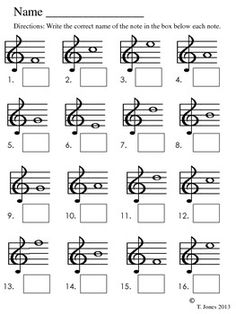 Name
Directions: Write the correct name of the note in the box below each note.
1. 2. 3. 4.
5. 6. 7. 8.
9. 10. 11. 12.
13. 14. 15. 16.
©
T. Jones 2013